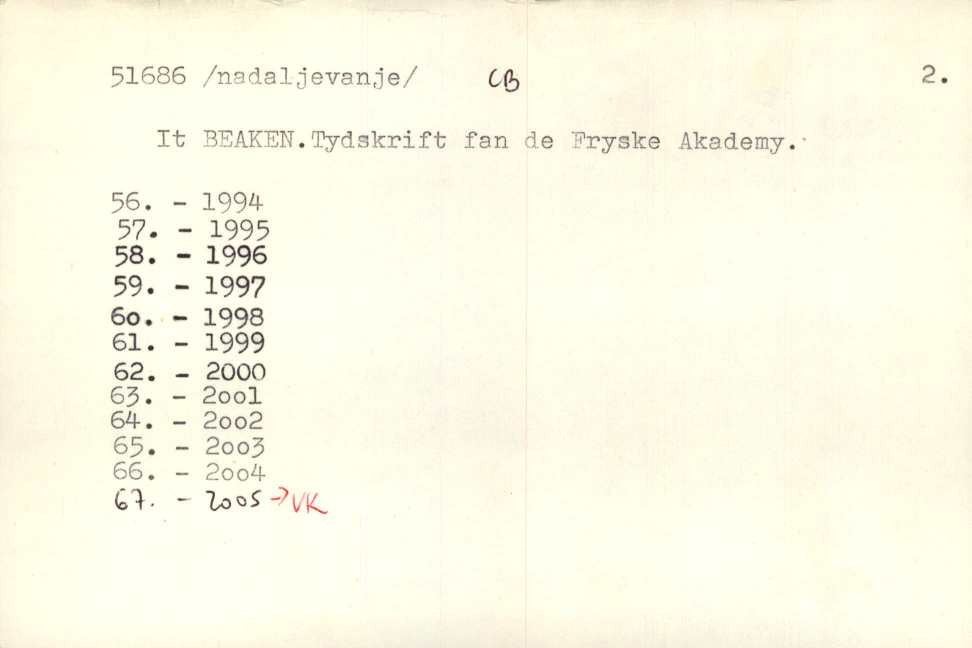 51686 /nadaljevanje/ CB 2.
It BEAKEN.Tydskrift fan de Fryske Akademy.
56. - 1994
57. - 1995
58. - 1996
59. - 1997
6o. - 1998
61. - 1999
62. - 2000
63. - 2oo1
64. - 2oo2
65. - 2oo3
66. - 2oo4
67. - 2005 → VK